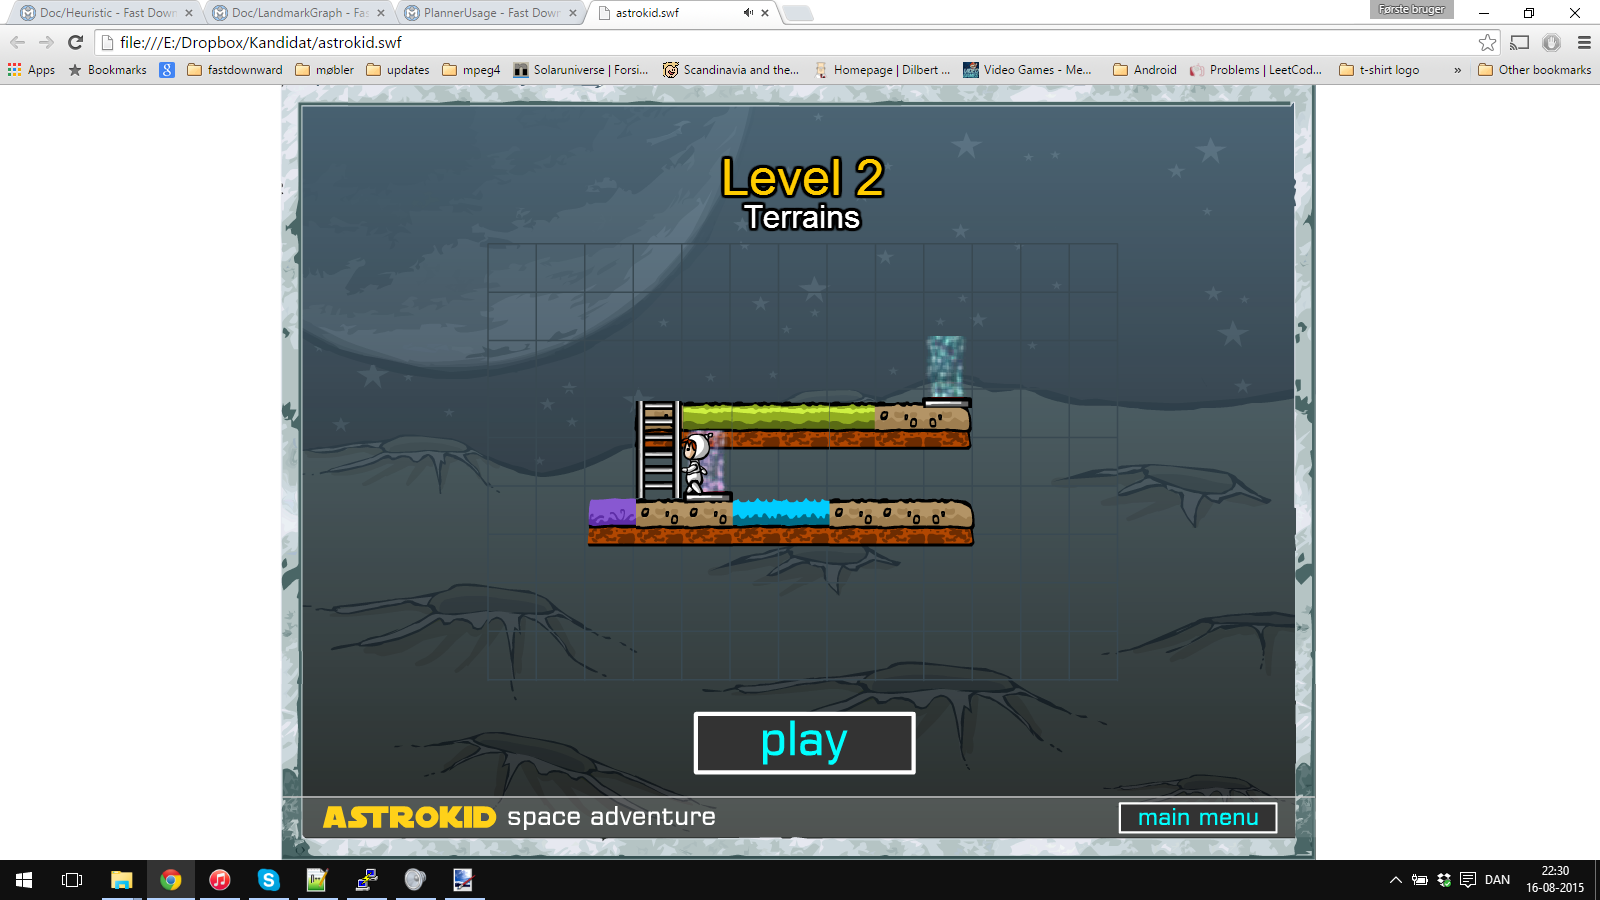 Doc/Heuristic - Fast Down
Doc/LandmarkGraph - Fas
PlannerUsage - Fast Down
astrokid.swf
Første bruger
file:///E:/Dropbox/Kandidat/astrokid.swf
Apps
Bookmarks
fastdownward
møbler
updates
mpeg4
Solaruniverse | Forsi...
Scandinavia and the...
Homepage | Dilbert ...
Video Games - Me...
Android
Problems | LeetCod...
t-shirt logo
»
Other bookmarks
Level 2
Terrains
play
ASTROKID space adventure
main menu
DAN
22:30
16-08-2015